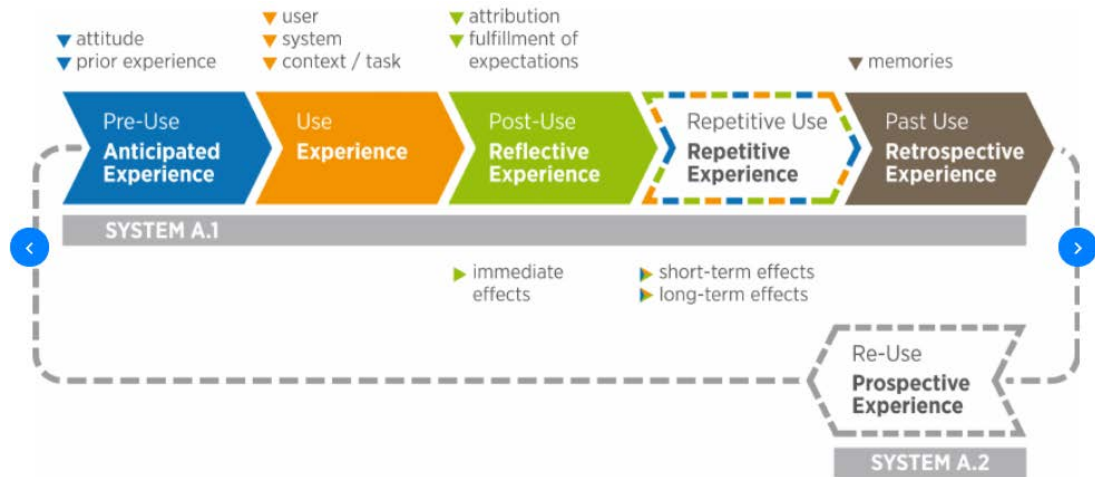 attitude
prior experience
user
system
context / task
attribution
fulfillment of
expectations
memories
Pre-Use
Anticipated
Experience
Use
Experience
Post-Use
Reflective
Experience
Repetitive Use
Repetitive
Experience
Past Use
Retrospective
Experience
SYSTEM A.1
immediate
effects
short-term effects
long-term effects
Re-Use
Prospective
Experience
SYSTEM A.2